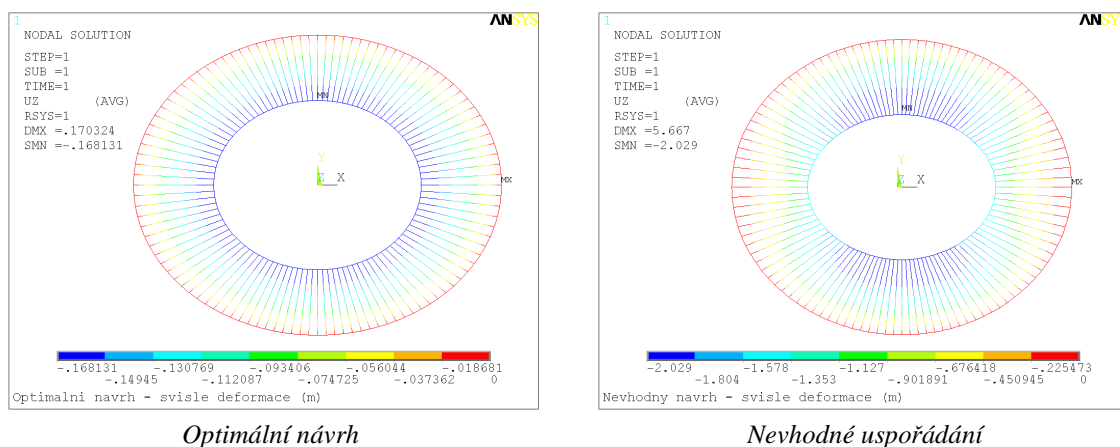 1
ANSYS
NODAL SOLUTION
STEP=1
SUB =1
TIME=1
UZ (AVG)
RSYS=1
DMX =.170324
SMN =-.168131
MN
Y
Z X
MX
-.168131 -.130769 -.093406 -.056044 -.018681
-.14945 -.112087 -.074725 -.037362 0
Optimalni navrh - svisle deformace (m)
Optimální návrh
1
ANSYS
NODAL SOLUTION
STEP=1
SUB =1
TIME=1
UZ (AVG)
RSYS=1
DMX =5.667
SMN =-2.029
MN
Y
Z X
MX
-2.029 -1.578 -1.127 -.676418 -.225473
-1.804 -1.353 -.901891 -.450945 0
Nevhodny navrh - svisle deformace (m)
Nevhodné uspořádání